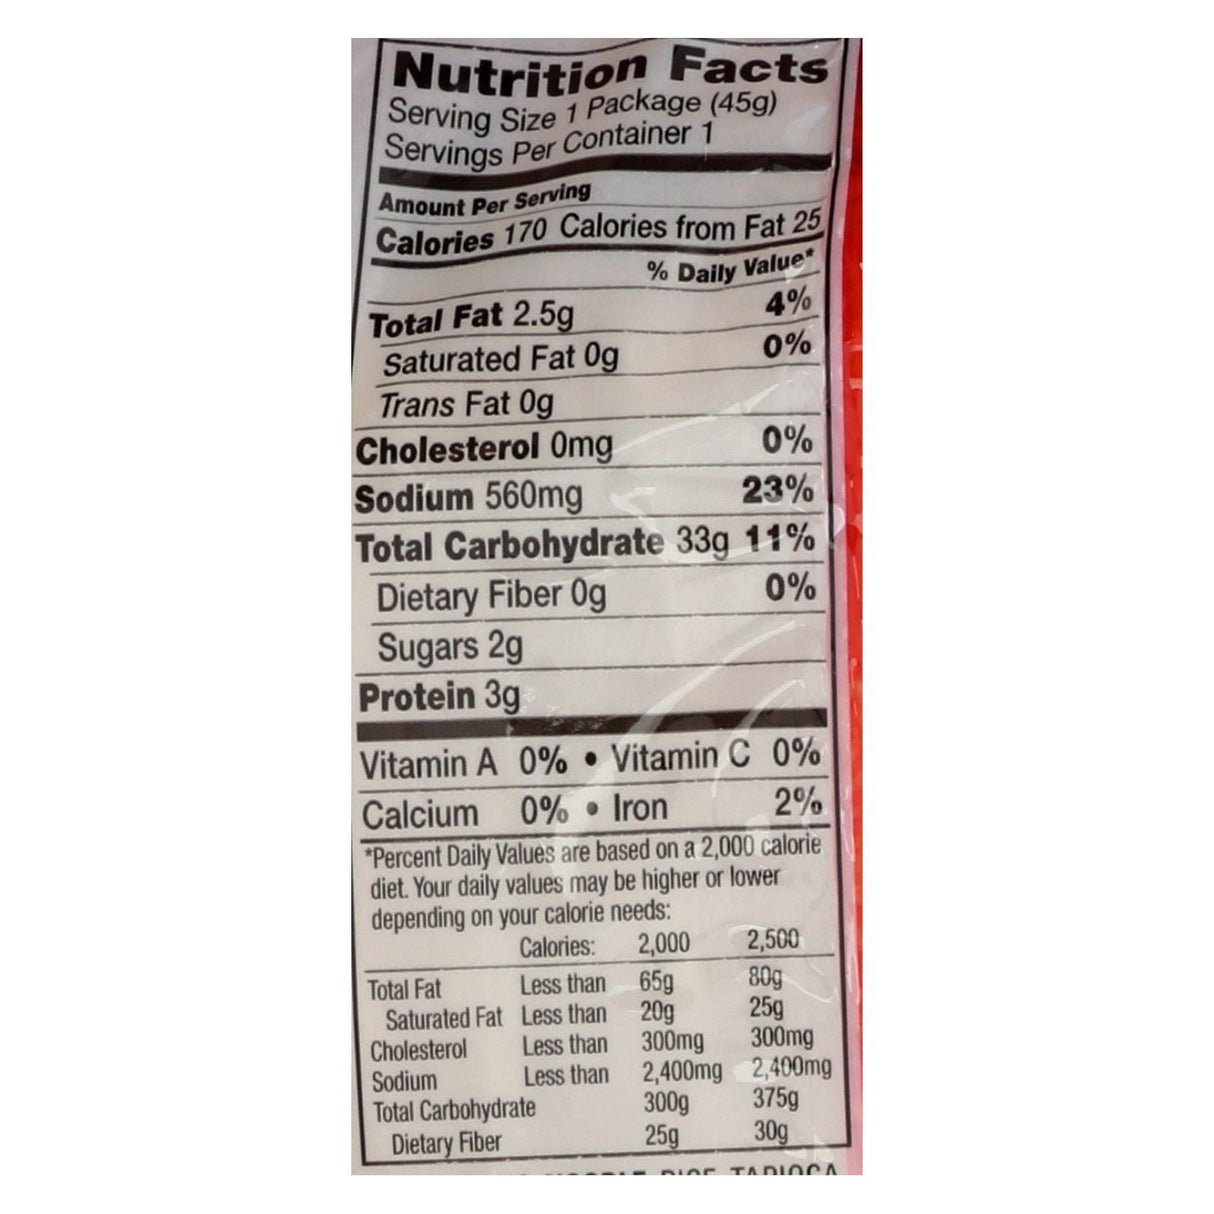 Nutrition Facts
Serving Size 1 Package (45g)
Servings Per Container 1
Amount Per Serving
Calories 170 Calories from Fat 25
% Daily Value*
Total Fat 2.5g 4%
Saturated Fat 0g 0%
Trans Fat 0g
Cholesterol 0mg 0%
Sodium 560mg 23%
Total Carbohydrate 33g 11%
Dietary Fiber 0g 0%
Sugars 2g
Protein 3g
Vitamin A 0% • Vitamin C 0%
Calcium 0% • Iron 2%
*Percent Daily Values are based on a 2,000 calorie
diet. Your daily values may be higher or lower
depending on your calorie needs:
Calories: 2,000 2,500
Total Fat Less than 65g 80g
Saturated Fat Less than 20g 25g
Cholesterol Less than 300mg 300mg
Sodium Less than 2,400mg 2,400mg
Total Carbohydrate 300g 375g
Dietary Fiber 25g 30g
NOODLE RICE TAPIOCA